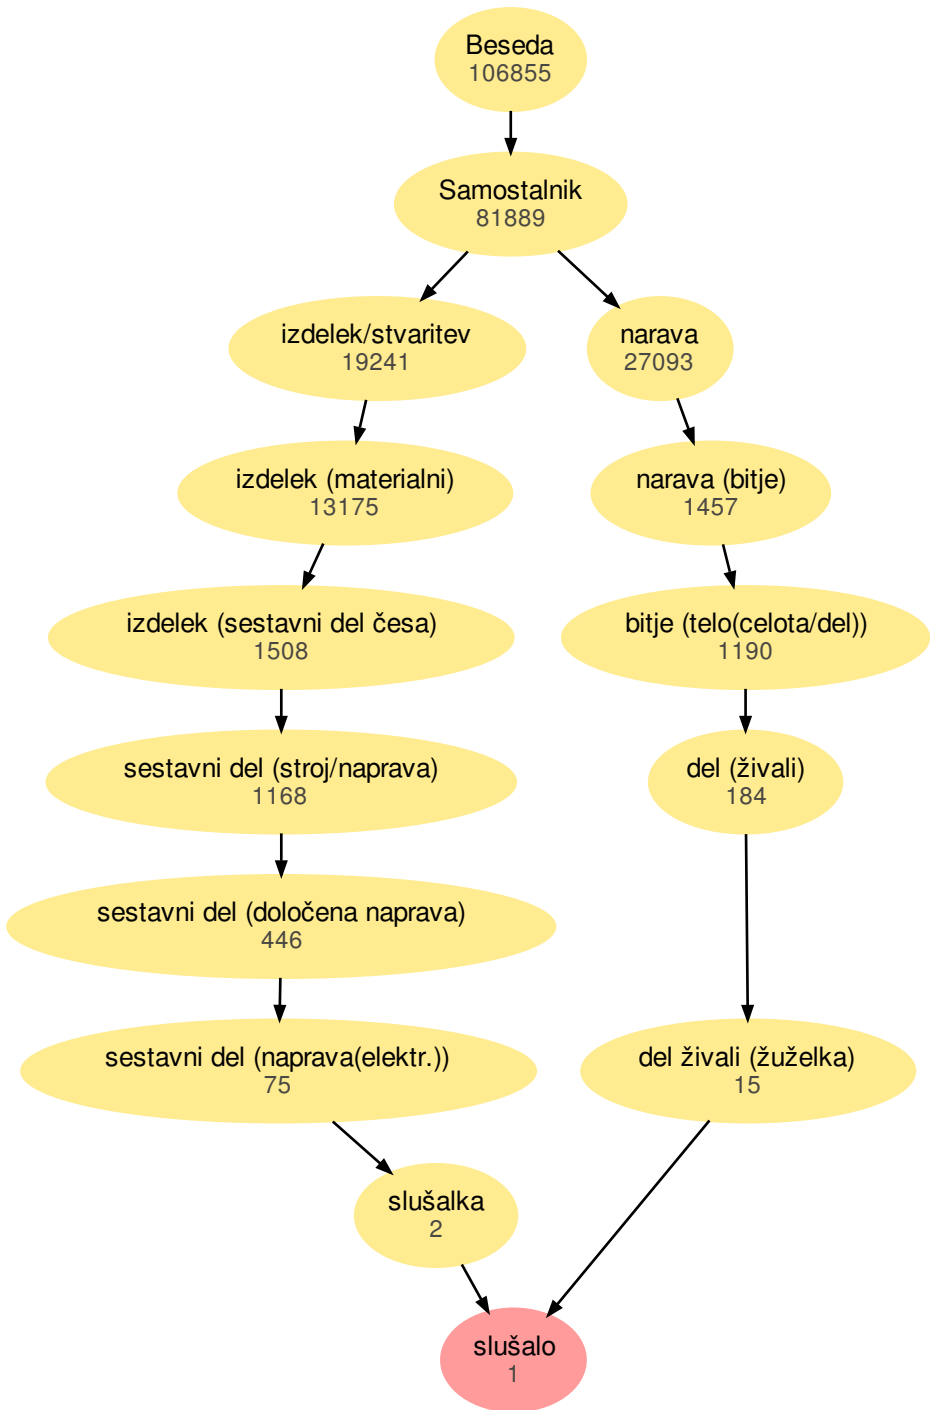 Beseda
106855
Samostalnik
81889
izdelek/stvaritev
19241
narava
27093
izdelek (materialni)
13175
narava (bitje)
1457
izdelek (sestavni del česa)
1508
bitje (telo(celota/del))
1190
sestavni del (stroj/naprava)
1168
del (živali)
184
sestavni del (določena naprava)
446
sestavni del (naprava(elektr.))
75
del živali (žuželka)
15
slušalka
2
slušalo
1